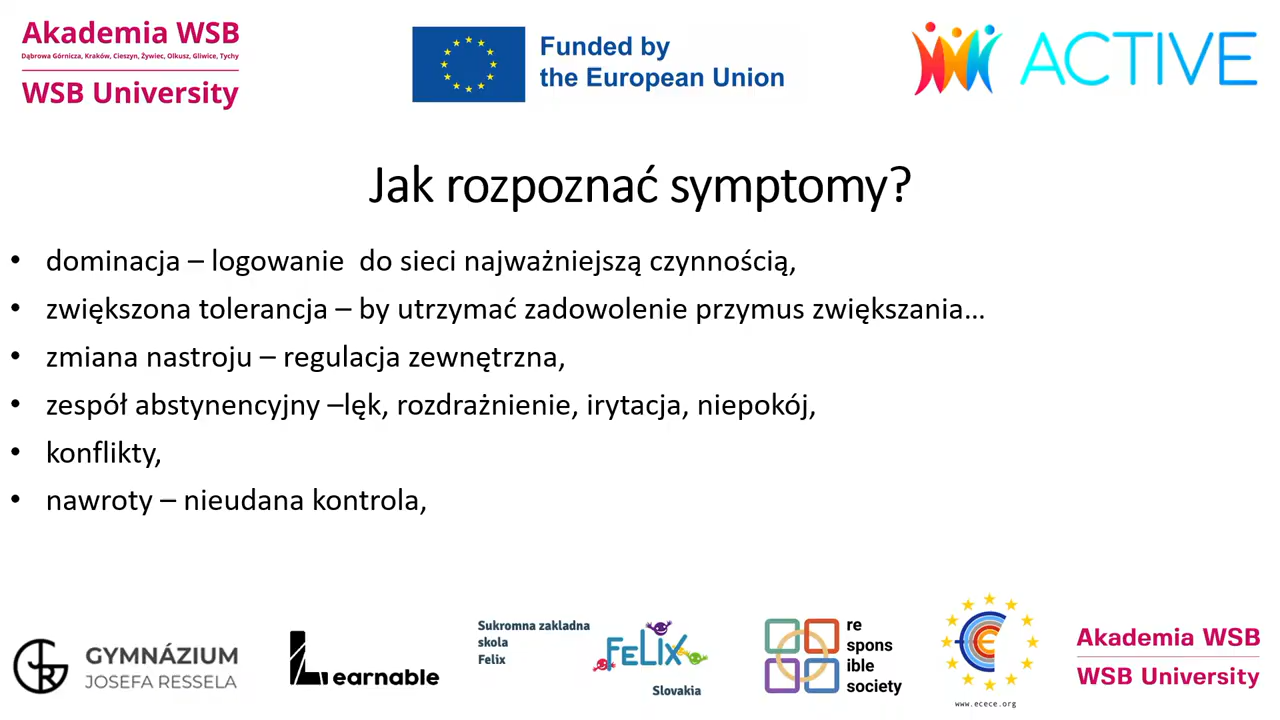 Akademia WSB
Dąbrowa Górnicza, Kraków, Cieszyn, Żywiec, Olkusz, Gliwice, Tychy
WSB University
Funded by
the European Union
ACTIVE
Jak rozpoznać symptomy?
• dominacja – logowanie  do sieci najważniejszą czynnością,
• zwiększona tolerancja – by utrzymać zadowolenie przymus zwiększania...
• zmiana nastroju – regulacja zewnętrzna,
• zespół abstynencyjny –lęk, rozdrażnienie, irytacja, niepokój,
• konflikty,
• nawroty – nieudana kontrola,
GYMNÁZIUM
JOSEFA RESSELA
Learnable
Sukromna zakladna
skola
Felix
FELIX
Slovakia
re
spons
ible
society
www.ecece.org
Akademia WSB
WSB University